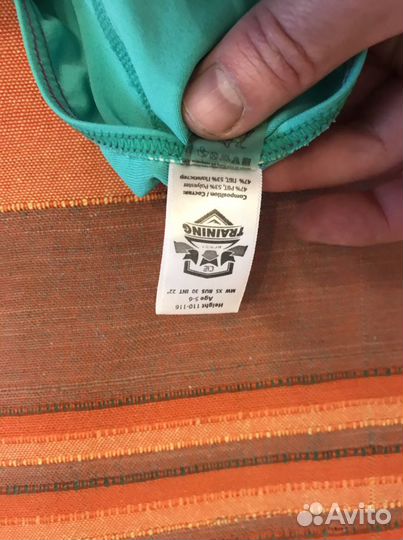 Composition / Состав:
47% PBT, 53% Polyester
47% ПБТ, 53% Полиэстер
TRAINING
Height 110-116
Age 5-6
MW XS RUS 30 INT 22"
Avito